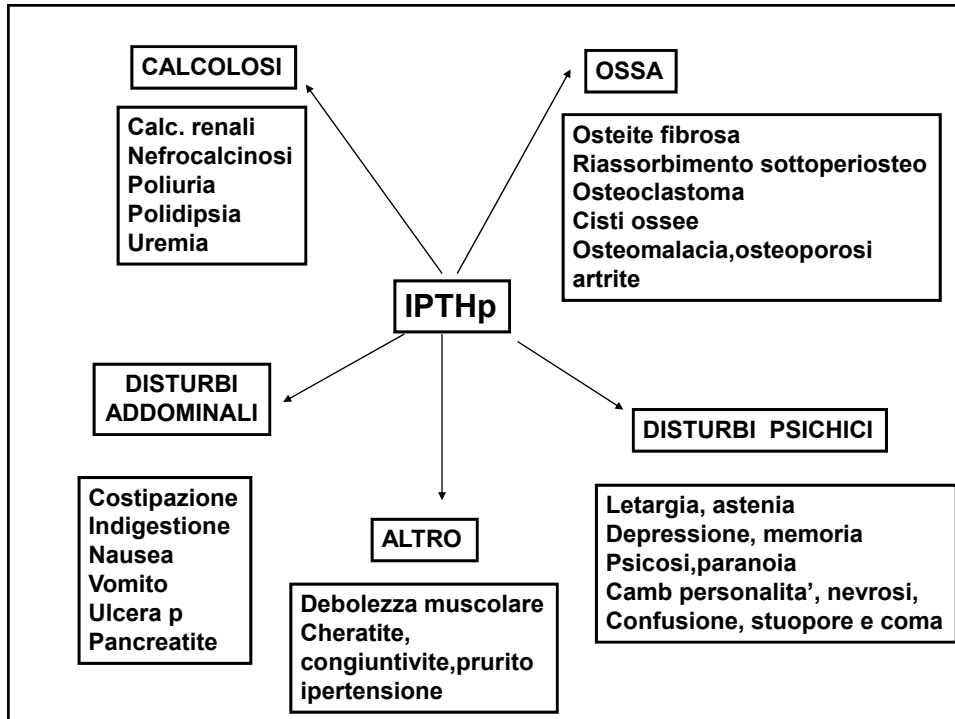 CALCOLOSI
Calc. renali
Nefrocalcinosi
Poliuria
Polidipsia
Uremia
OSSA
Osteite fibrosa
Riassorbimento sottoperiosteo
Osteoclastoma
Cisti ossee
Osteomalacia,osteoporosi
artrite
IPTHp
DISTURBI
ADDOMINALI
Costipazione
Indigestione
Nausea
Vomito
Ulcera p
Pancreatite
ALTRO
Debolezza muscolare
Cheratite,
congiuntivite,prurito
ipertensione
DISTURBI PSICHICI
Letargia, astenia
Depressione, memoria
Psicosi,paranoia
Camb personalita', nevrosi,
Confusione, stuopore e coma